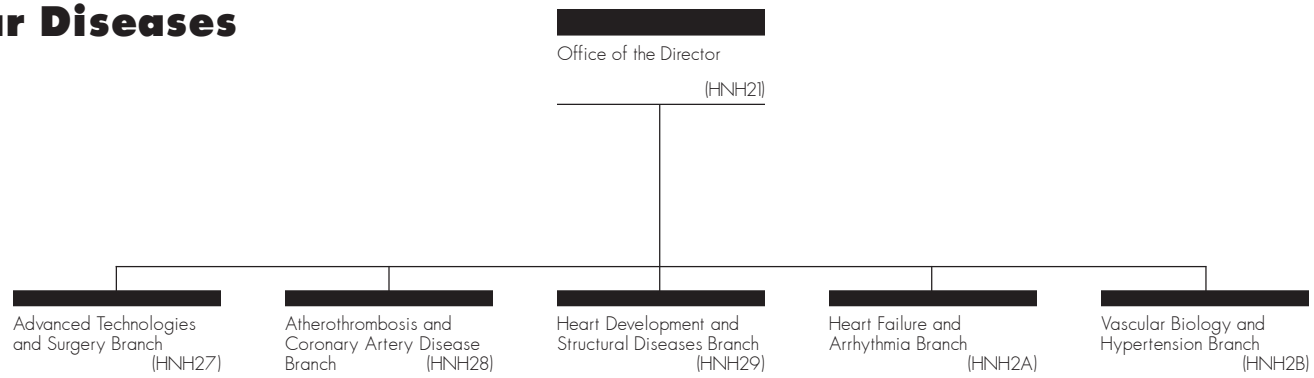 Diseases
Office of the Director
(HNH21)
Advanced Technologies
and Surgery Branch
(HNH27)
Atherothrombosis and
Coronary Artery Disease
Branch (HNH28)
Heart Development and
Structural Diseases Branch
(HNH29)
Heart Failure and
Arrhythmia Branch
(HNH2A)
Vascular Biology and
Hypertension Branch
(HNH2B)